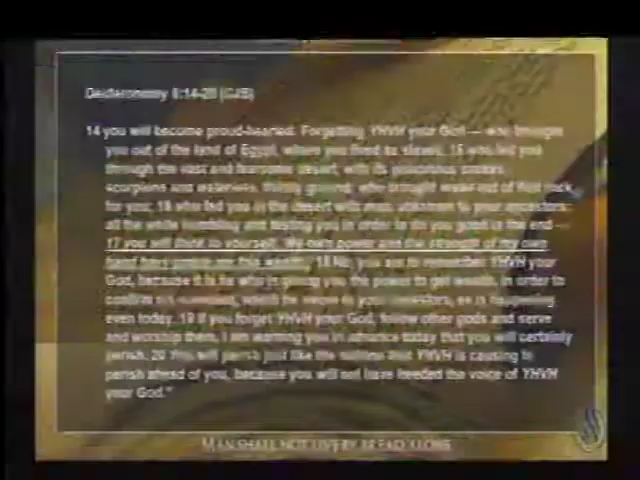 Deuteronomy 8:14-20 (CJB)
14 you will become proud-hearted. Forgetting YHVH your God — who brought
you out of the land of Egypt, where you lived as slaves; 15 who led you
through the vast and fearsome desert, with its poisonous snakes,
scorpions and waterless, thirsty ground; who brought water out of flint rock
for you; 16 who fed you in the desert with man, unknown to your ancestors;
all the while humbling and testing you in order to do you good in the end —
17 you will think to yourself, 'My own power and the strength of my own
hand have gotten me this wealth.' 18 No, you are to remember YHVH your
God, because it is he who is giving you the power to get wealth, in order to
confirm his covenant, which he swore to your ancestors, as is happening
even today. 19 If you forget YHVH your God, follow other gods and serve
and worship them, I am warning you in advance today that you will certainly
perish. 20 You will perish just like the nations that YHVH is causing to
perish ahead of you, because you will not have heeded the voice of YHVH
your God."
MAN SHALL NOT LIVE BY BREAD ALONE